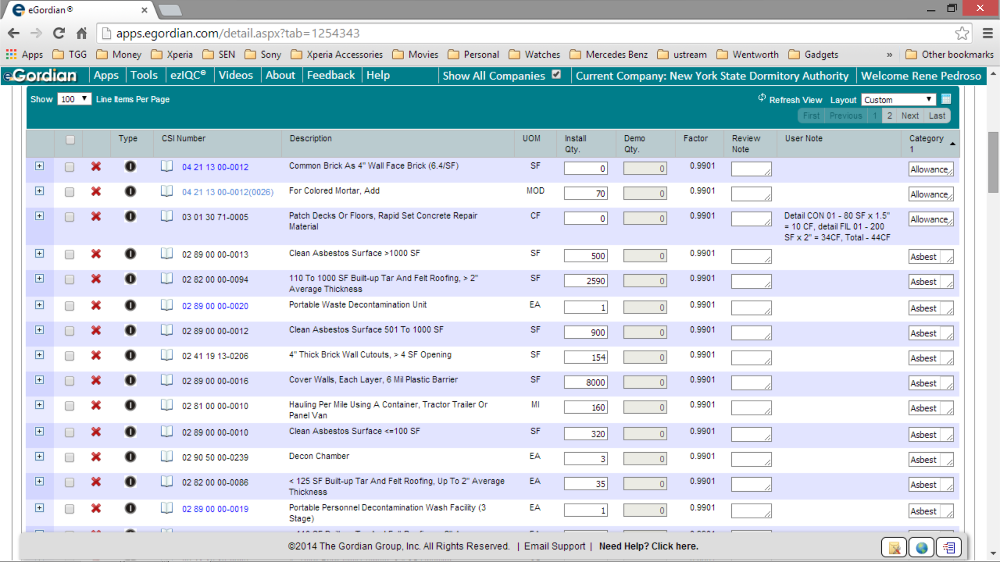 eGordian®
apps.egordian.com/detail.aspx?tab=1254343
Apps TGG Money Xperia SEN Sony Xperia Accessories Movies Personal Watches Mercedes Benz ustream Wentworth Gadgets » Other bookmarks
eGordian Apps Tools ezIQC® Videos About Feedback Help Show All Companies Current Company: New York State Dormitory Authority Welcome Rene Pedroso
Show 100 Line Items Per Page Refresh View Layout Custom
First Previous 1 2 Next Last
Type CSI Number Description UOM Install Qty. Demo Qty. Factor Review Note User Note Category 1
04 21 13 00-0012 Common Brick As 4" Wall Face Brick (6.4/SF) SF 0 0 0.9901 Allowance
04 21 13 00-0012(0026) For Colored Mortar, Add MOD 70 0 0.9901 Allowance
03 01 30 71-0005 Patch Decks Or Floors, Rapid Set Concrete Repair CF 0 0 0.9901 Detail CON 01 - 80 SF x 1.5" Allowance
Material = 10 CF, detail FIL 01 - 200
SF x 2" = 34CF, Total - 44CF
02 89 00 00-0013 Clean Asbestos Surface >1000 SF SF 500 0 0.9901 Asbest
02 82 00 00-0094 110 To 1000 SF Built-up Tar And Felt Roofing, > 2" SF 2590 0 0.9901 Asbest
Average Thickness
02 89 00 00-0020 Portable Waste Decontamination Unit EA 1 0 0.9901 Asbest
02 89 00 00-0012 Clean Asbestos Surface 501 To 1000 SF SF 900 0 0.9901 Asbest
02 41 19 13-0206 4" Thick Brick Wall Cutouts, > 4 SF Opening SF 154 0 0.9901 Asbest
02 89 00 00-0016 Cover Walls, Each Layer, 6 Mil Plastic Barrier SF 8000 0 0.9901 Asbest
02 81 00 00-0010 Hauling Per Mile Using A Container, Tractor Trailer Or MI 160 0 0.9901 Asbest
Panel Van
02 89 00 00-0010 Clean Asbestos Surface <=100 SF SF 320 0 0.9901 Asbest
02 90 50 00-0239 Decon Chamber EA 3 0 0.9901 Asbest
02 82 00 00-0086 < 125 SF Built-up Tar And Felt Roofing, Up To 2" Average EA 35 0 0.9901 Asbest
Thickness
02 89 00 00-0019 Portable Personnel Decontamination Wash Facility (3 EA 1 0 0.9901 Asbest
Stage)
©2014 The Gordian Group, Inc. All Rights Reserved. | Email Support | Need Help? Click here.